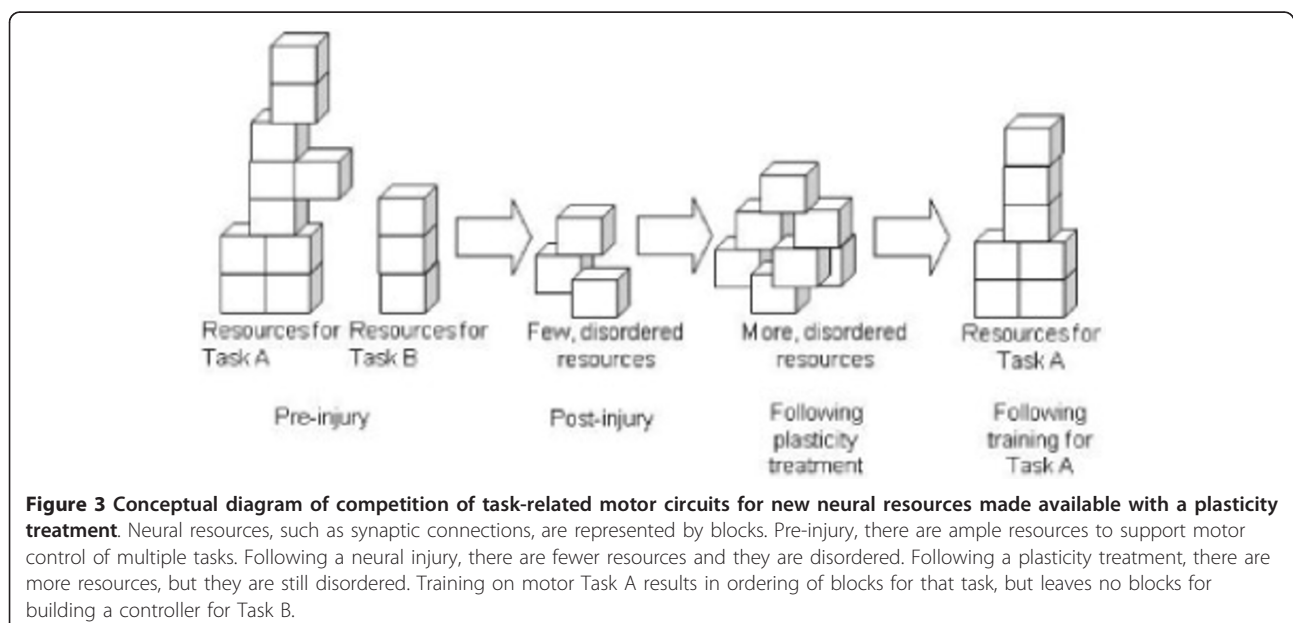 Resources for Resources for Few, disordered More, disordered Resources for
Task A Task B resources resources Task A
Pre-injury Post-injury Following Following
plasticity training for
treatment Task A
Figure 3 Conceptual diagram of competition of task-related motor circuits for new neural resources made available with a plasticity
treatment. Neural resources, such as synaptic connections, are represented by blocks. Pre-injury, there are ample resources to support motor
control of multiple tasks. Following a neural injury, there are fewer resources and they are disordered. Following a plasticity treatment, there are
more resources, but they are still disordered. Training on motor Task A results in ordering of blocks for that task, but leaves no blocks for
building a controller for Task B.